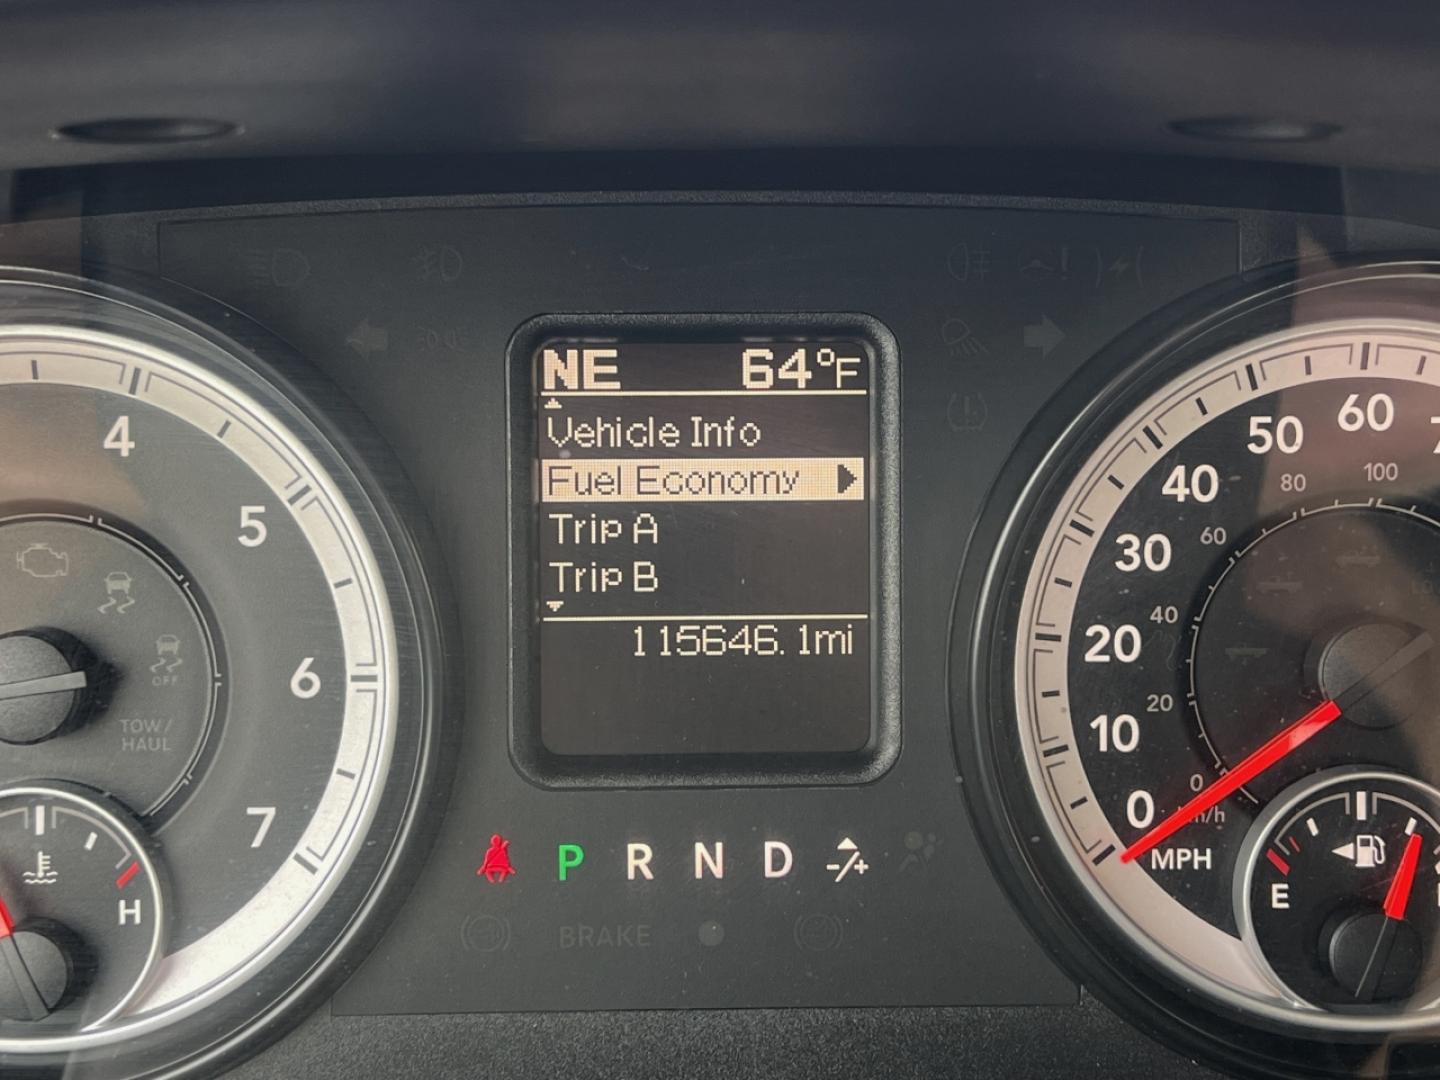 NE 64°F
Vehicle Info
Fuel Economy
Trip A
Trip B
115646.1mi
4
5
6
7
OFF
TOW/
HAUL
H
P R N D -/+
BRAKE
60
50
40
30
20
10
0
MPH
100
80
60
40
20
0
km/h
E